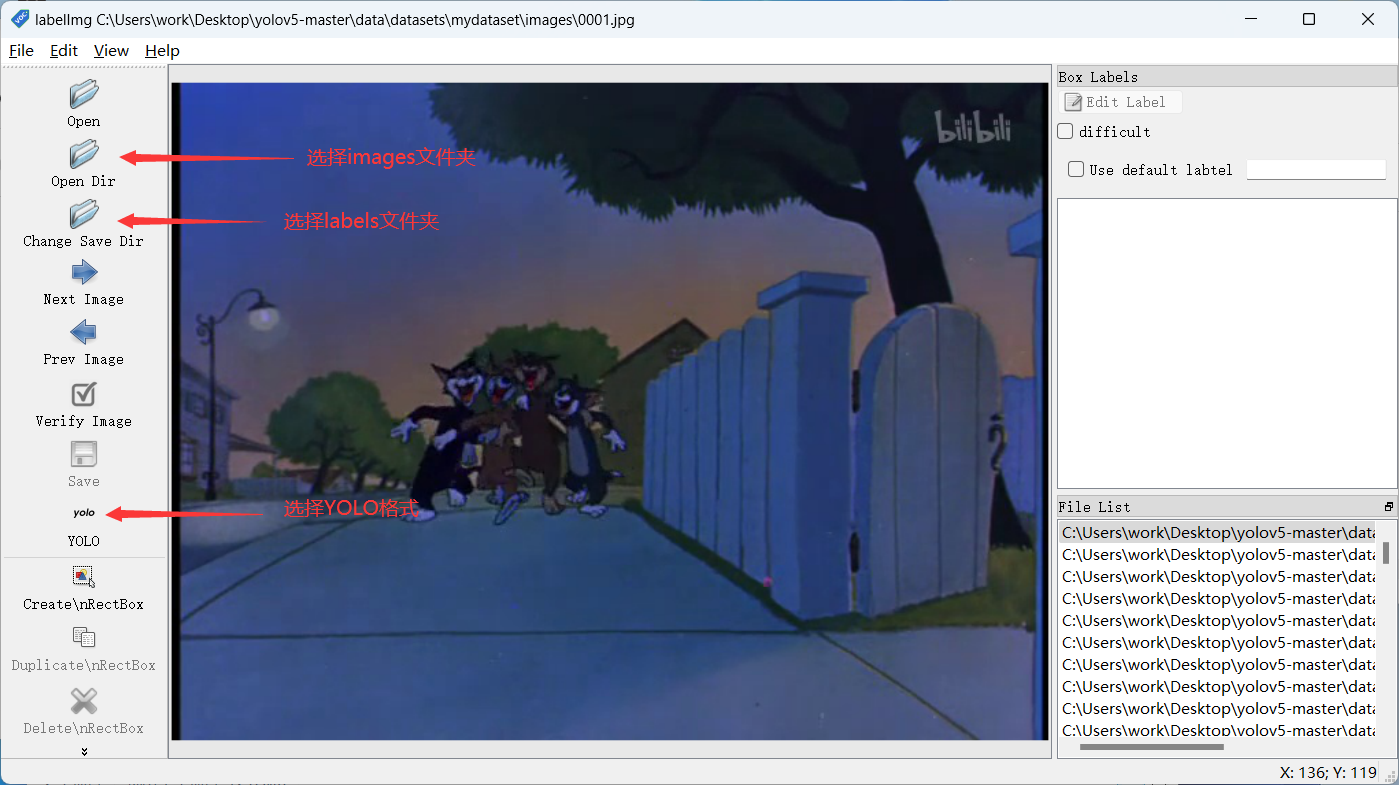 labelImg C:\Users\work\Desktop\yolov5-master\data\datasets\mydataset\images\0001.jpg
File Edit View Help
Open
Open Dir
选择images文件夹
Change Save Dir
选择labels文件夹
Next Image
Prev Image
Verify Image
Save
yolo
选择YOLO格式
YOLO
Create\nRectBox
Duplicate\nRectBox
Delete\nRectBox
bilibili
Box Labels
Edit Label
difficult
Use default labtel
File List
C:\Users\work\Desktop\yolov5-master\data
C:\Users\work\Desktop\yolov5-master\data
C:\Users\work\Desktop\yolov5-master\data
C:\Users\work\Desktop\yolov5-master\data
C:\Users\work\Desktop\yolov5-master\data
C:\Users\work\Desktop\yolov5-master\data
C:\Users\work\Desktop\yolov5-master\data
C:\Users\work\Desktop\yolov5-master\data
C:\Users\work\Desktop\yolov5-master\data
C:\Users\work\Desktop\yolov5-master\data
X: 136; Y: 119